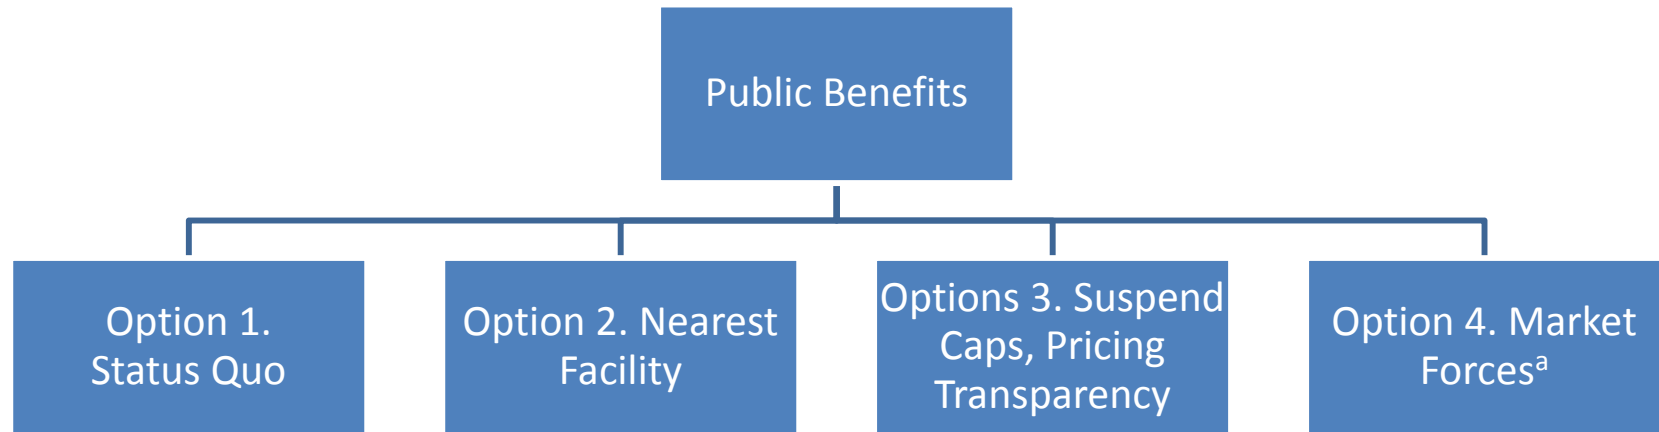 Public Benefits
Option 1.
Status Quo
Option 2. Nearest
Facility
Options 3. Suspend
Caps, Pricing
Transparency
Option 4. Market
Forcesᵃ